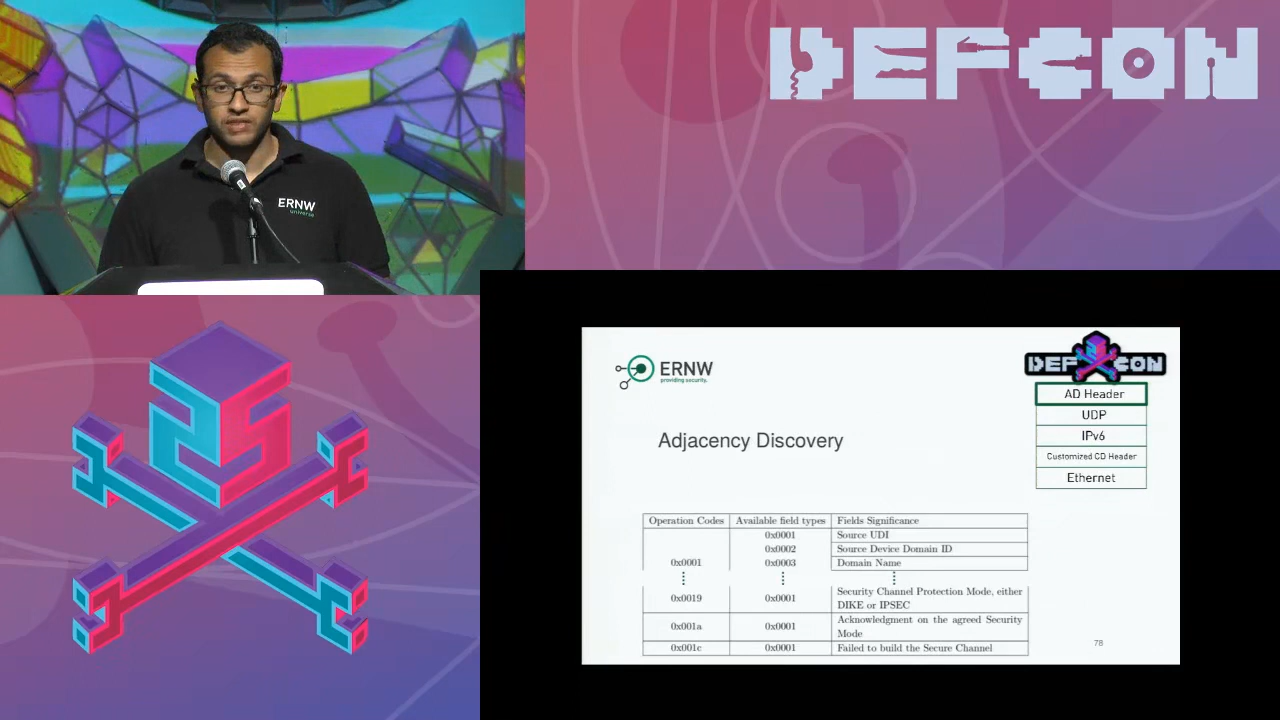 DEFCON
ERNW
universe
ERNW
providing security.
DEF CON
AD Header
UDP
IPv6
Customized CD Header
Ethernet
Adjacency Discovery
Operation Codes Available field types Fields Significance
0x0001 Source UDI
0x0002 Source Device Domain ID
0x0001 0x0003 Domain Name
0x0019 0x0001 Security Channel Protection Mode, either
DIKE or IPSEC
0x001a 0x0001 Acknowledgment on the agreed Security
Mode
0x001c 0x0001 Failed to build the Secure Channel
78